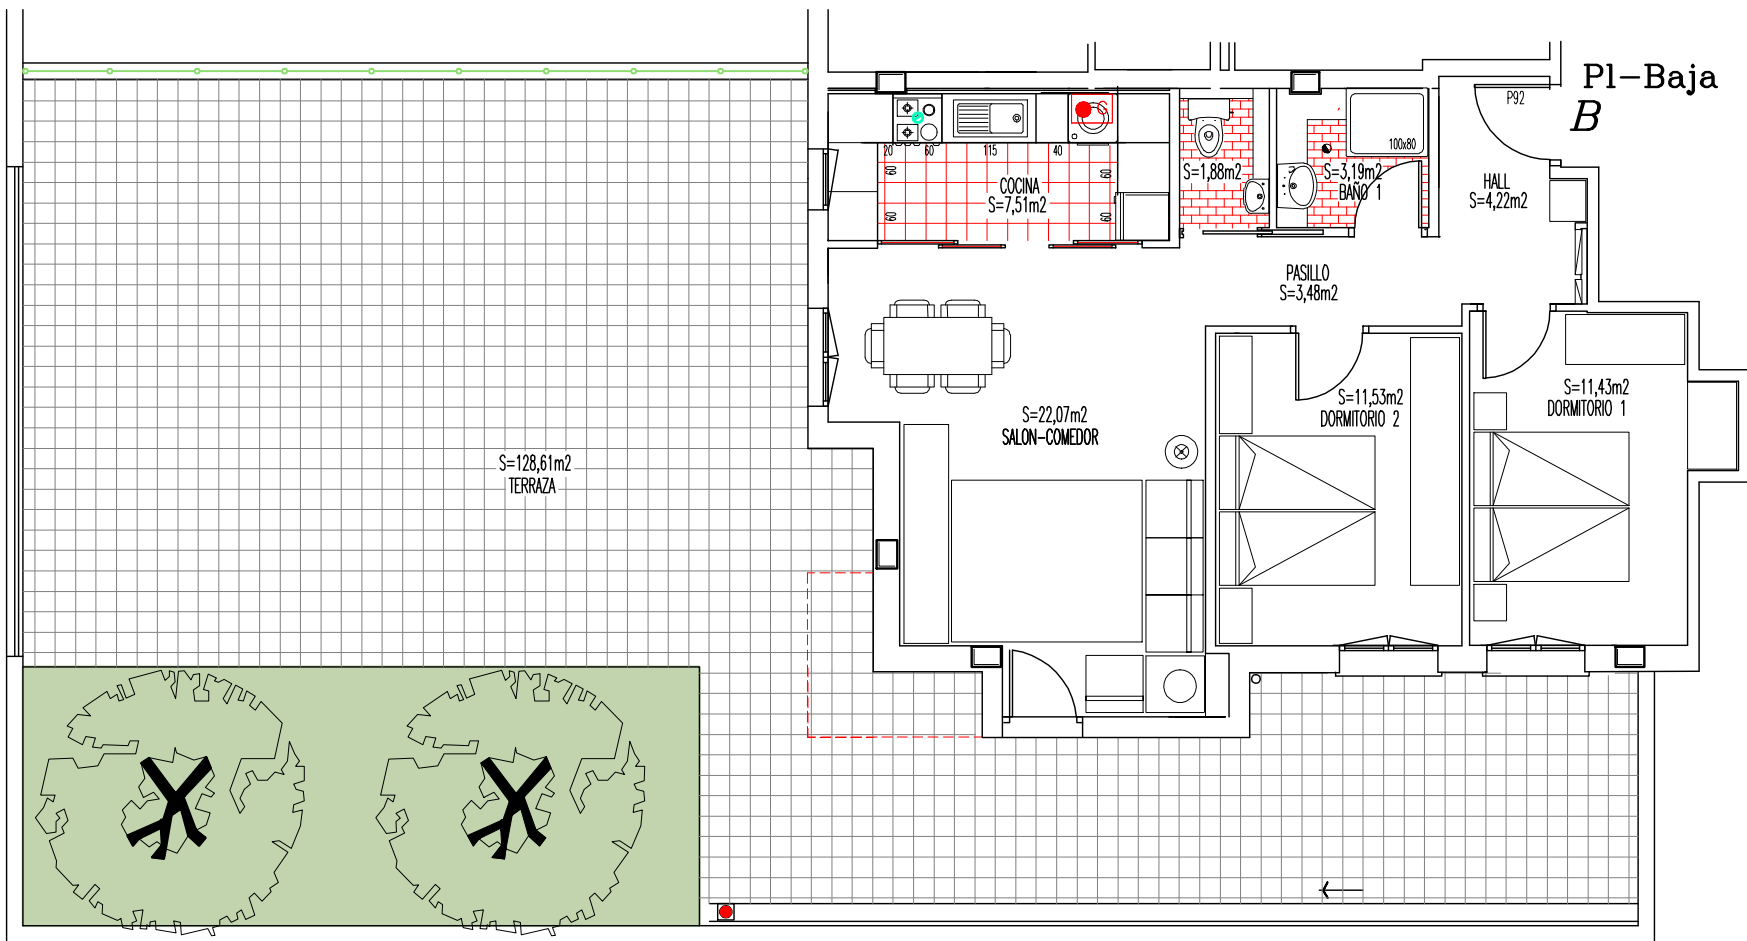 Pl-Baja
B
P92
100x80
20 60 115 40
60
60
60
60
COCINA
S=7,51m2
S=1,88m2
S=3,19m2
BAÑO 1
HALL
S=4,22m2
PASILLO
S=3,48m2
S=11,43m2
DORMITORIO 1
S=11,53m2
DORMITORIO 2
S=22,07m2
SALON-COMEDOR
S=128,61m2
TERRAZA